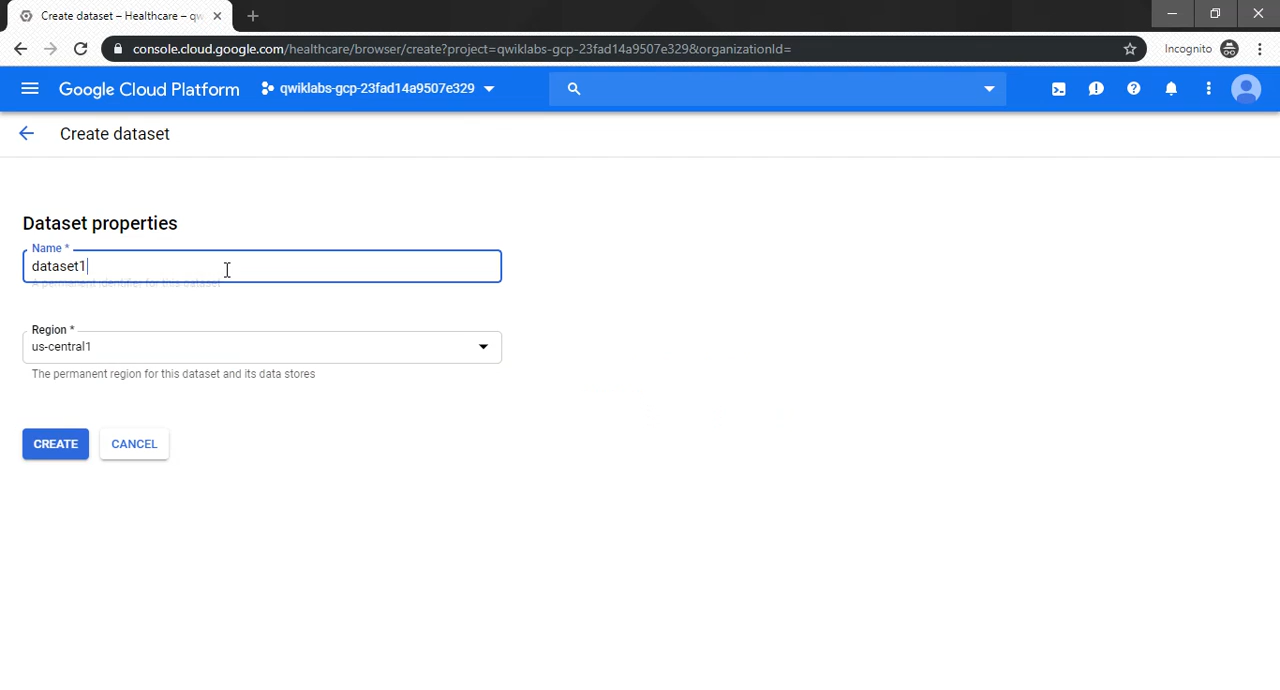 Create dataset – Healthcare – qw
console.cloud.google.com/healthcare/browser/create?project=qwiklabs-gcp-23fad14a9507e329&organizationId=
Incognito
Google Cloud Platform
qwiklabs-gcp-23fad14a9507e329
Create dataset
Dataset properties
Name *
dataset1
A permanent identifier for this dataset
Region *
us-central1
The permanent region for this dataset and its data stores
CREATE
CANCEL